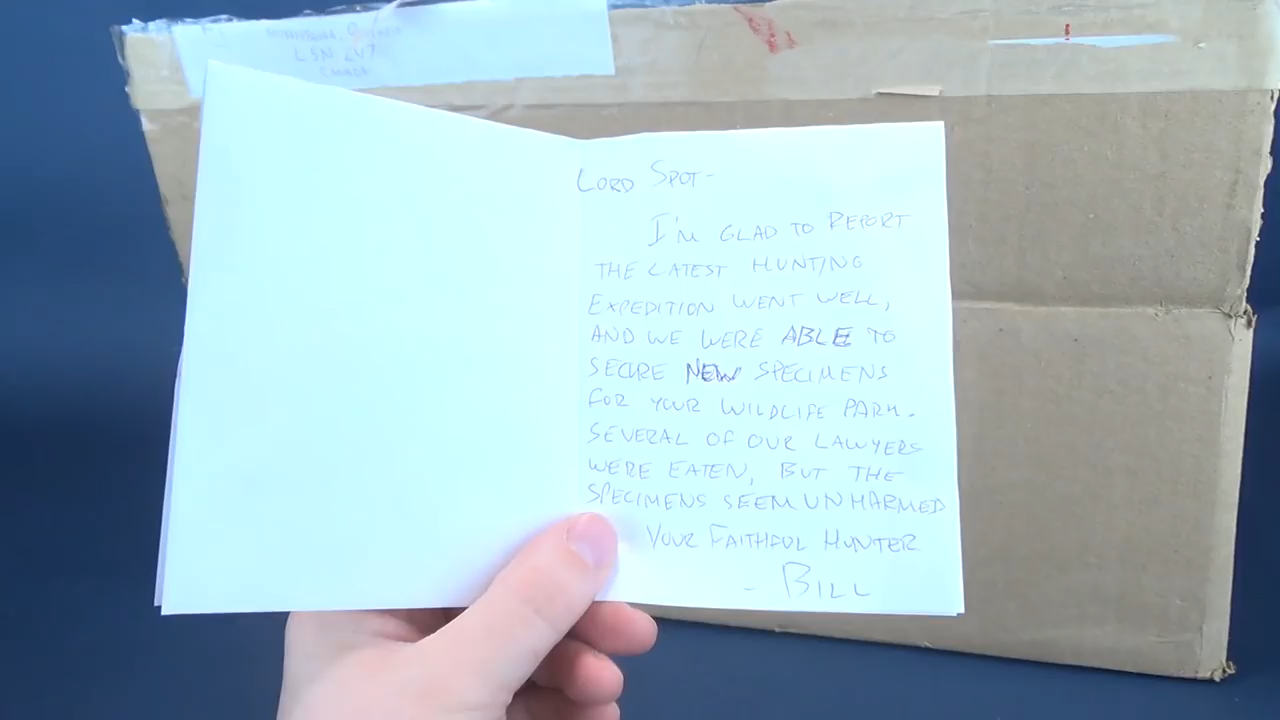 L5N 2V7
CANADA
LORD SPOT-
I'M GLAD TO REPORT
THE LATEST HUNTING
EXPEDITION WENT WELL,
AND WE WERE ABLE TO
SECURE NEW SPECIMENS
FOR YOUR WILDLIFE PARK.
SEVERAL OF OUR LAWYERS
WERE EATEN, BUT THE
SPECIMENS SEEM UNHARMED
YOUR FAITHFUL HUNTER
- BILL